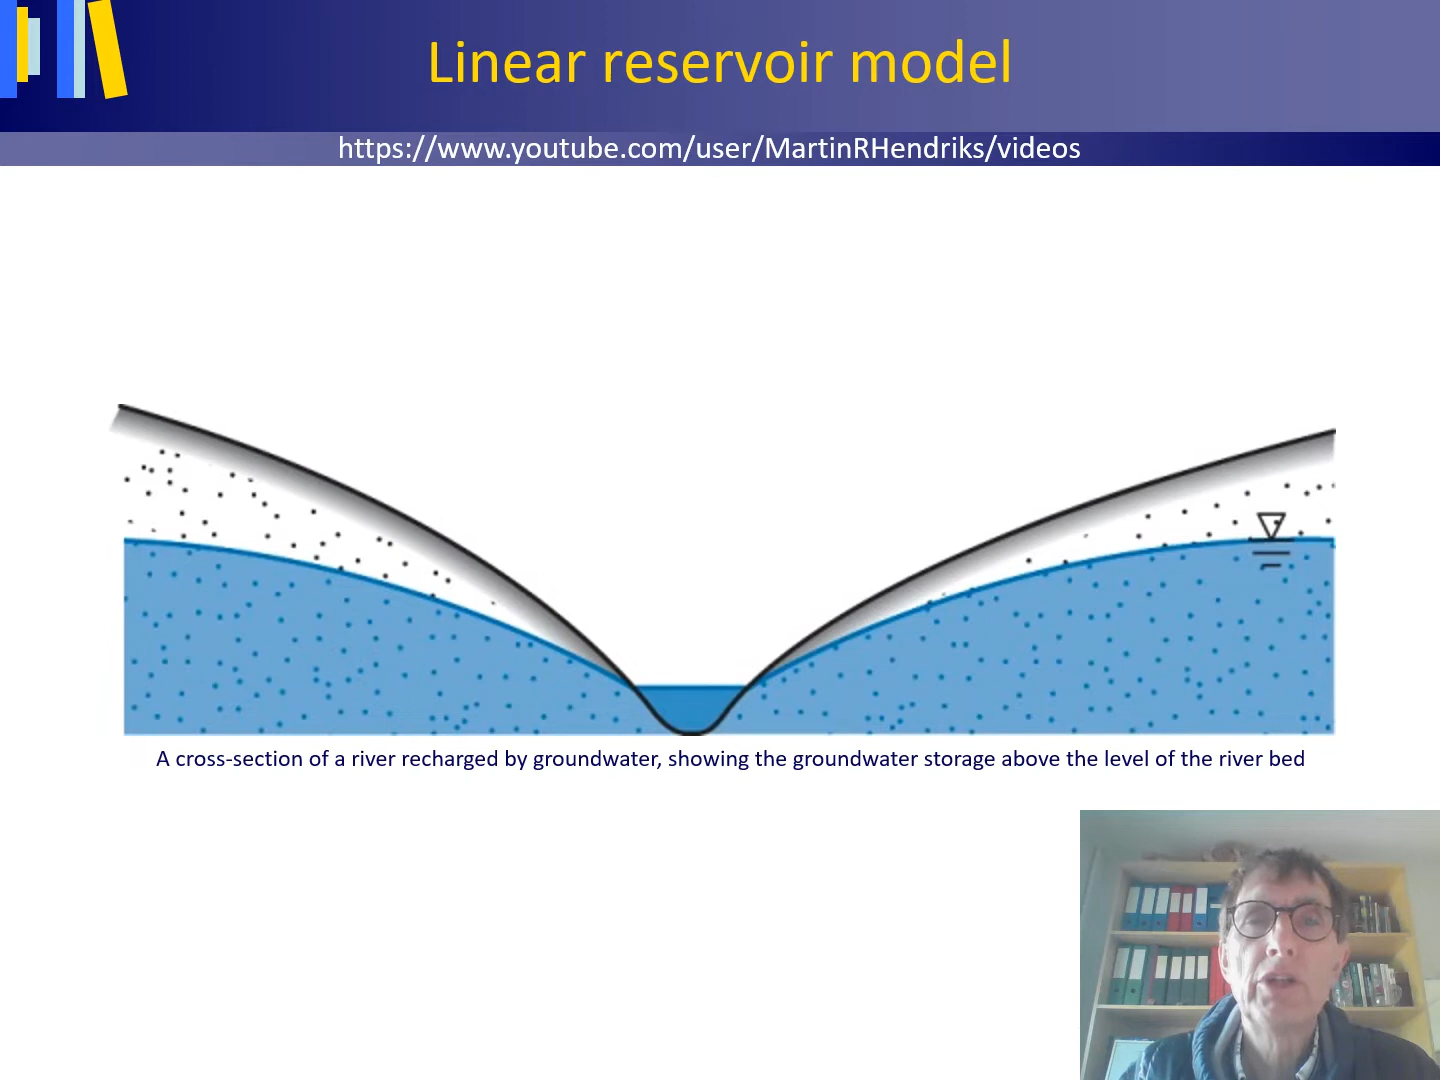 Linear reservoir model
https://www.youtube.com/user/MartinRHendriks/videos
A cross-section of a river recharged by groundwater, showing the groundwater storage above the level of the river bed